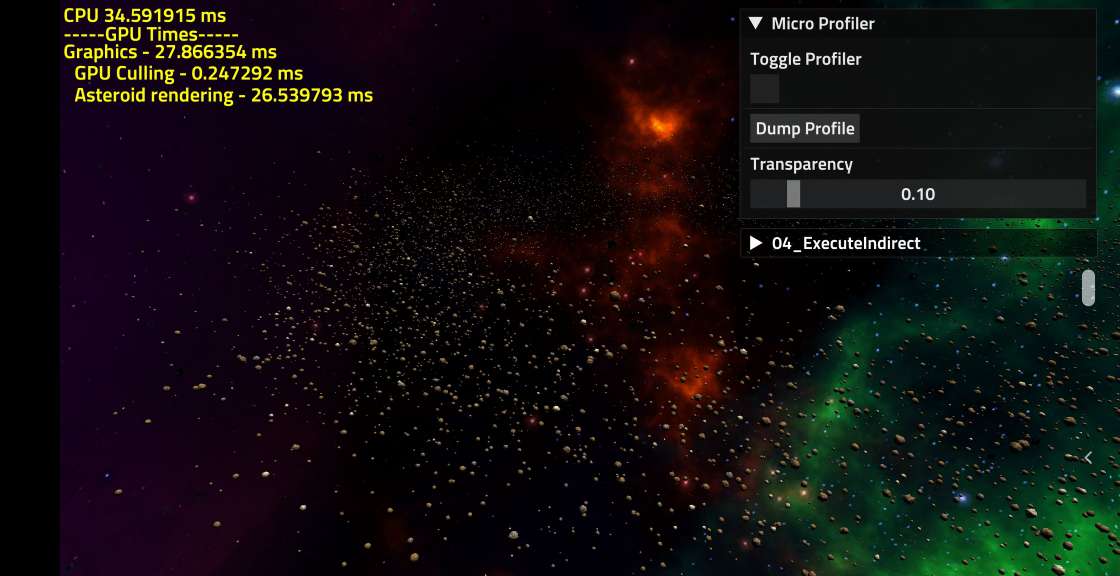 CPU 34.591915 ms
-----GPU Times-----
Graphics - 27.866354 ms
GPU Culling - 0.247292 ms
Asteroid rendering - 26.539793 ms
Micro Profiler
Toggle Profiler
Dump Profile
Transparency
0.10
04_ExecuteIndirect